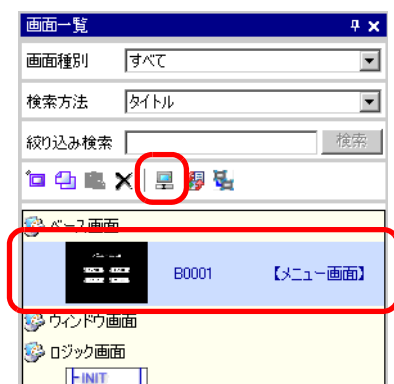 画面一覧
画面種別 すべて
検索方法 タイトル
絞り込み検索 検索
ベース画面
B0001 【メニュー画面】
ウィンドウ画面
ロジック画面
INIT